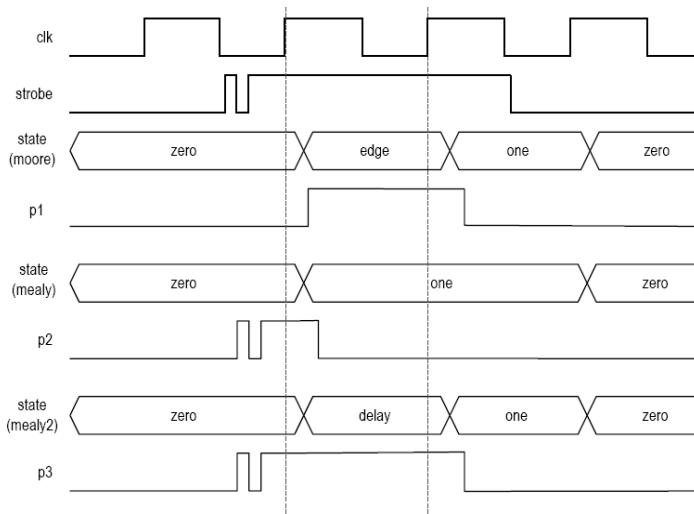 clk
strobe
state
(moore)
zero edge one zero
p1
state
(mealy)
zero one zero
p2
state
(mealy2)
zero delay one zero
p3